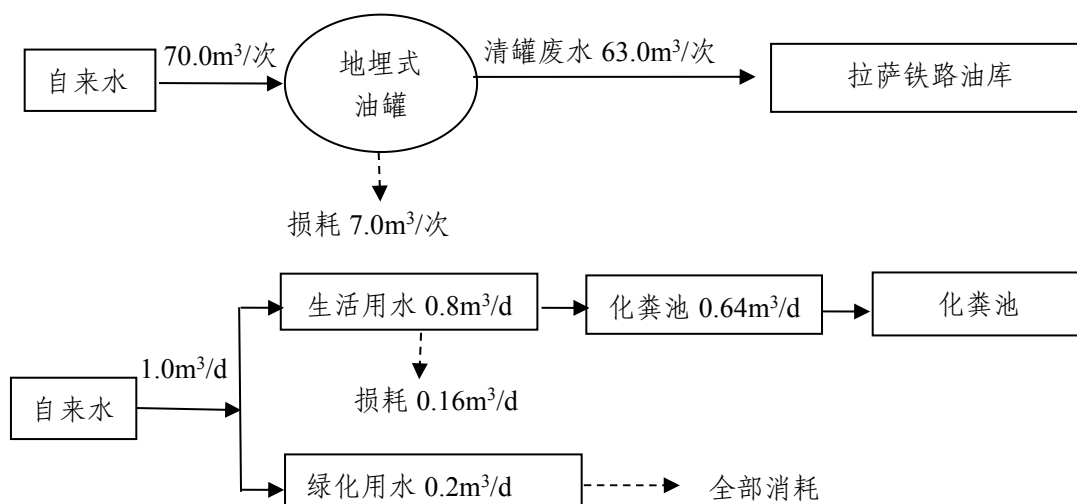 70.0m³/次
清罐废水 63.0m³/次
自来水
地埋式
油罐
拉萨铁路油库
损耗 7.0m³/次
生活用水 0.8m³/d
化粪池 0.64m³/d
化粪池
1.0m³/d
损耗 0.16m³/d
自来水
绿化用水 0.2m³/d
全部消耗